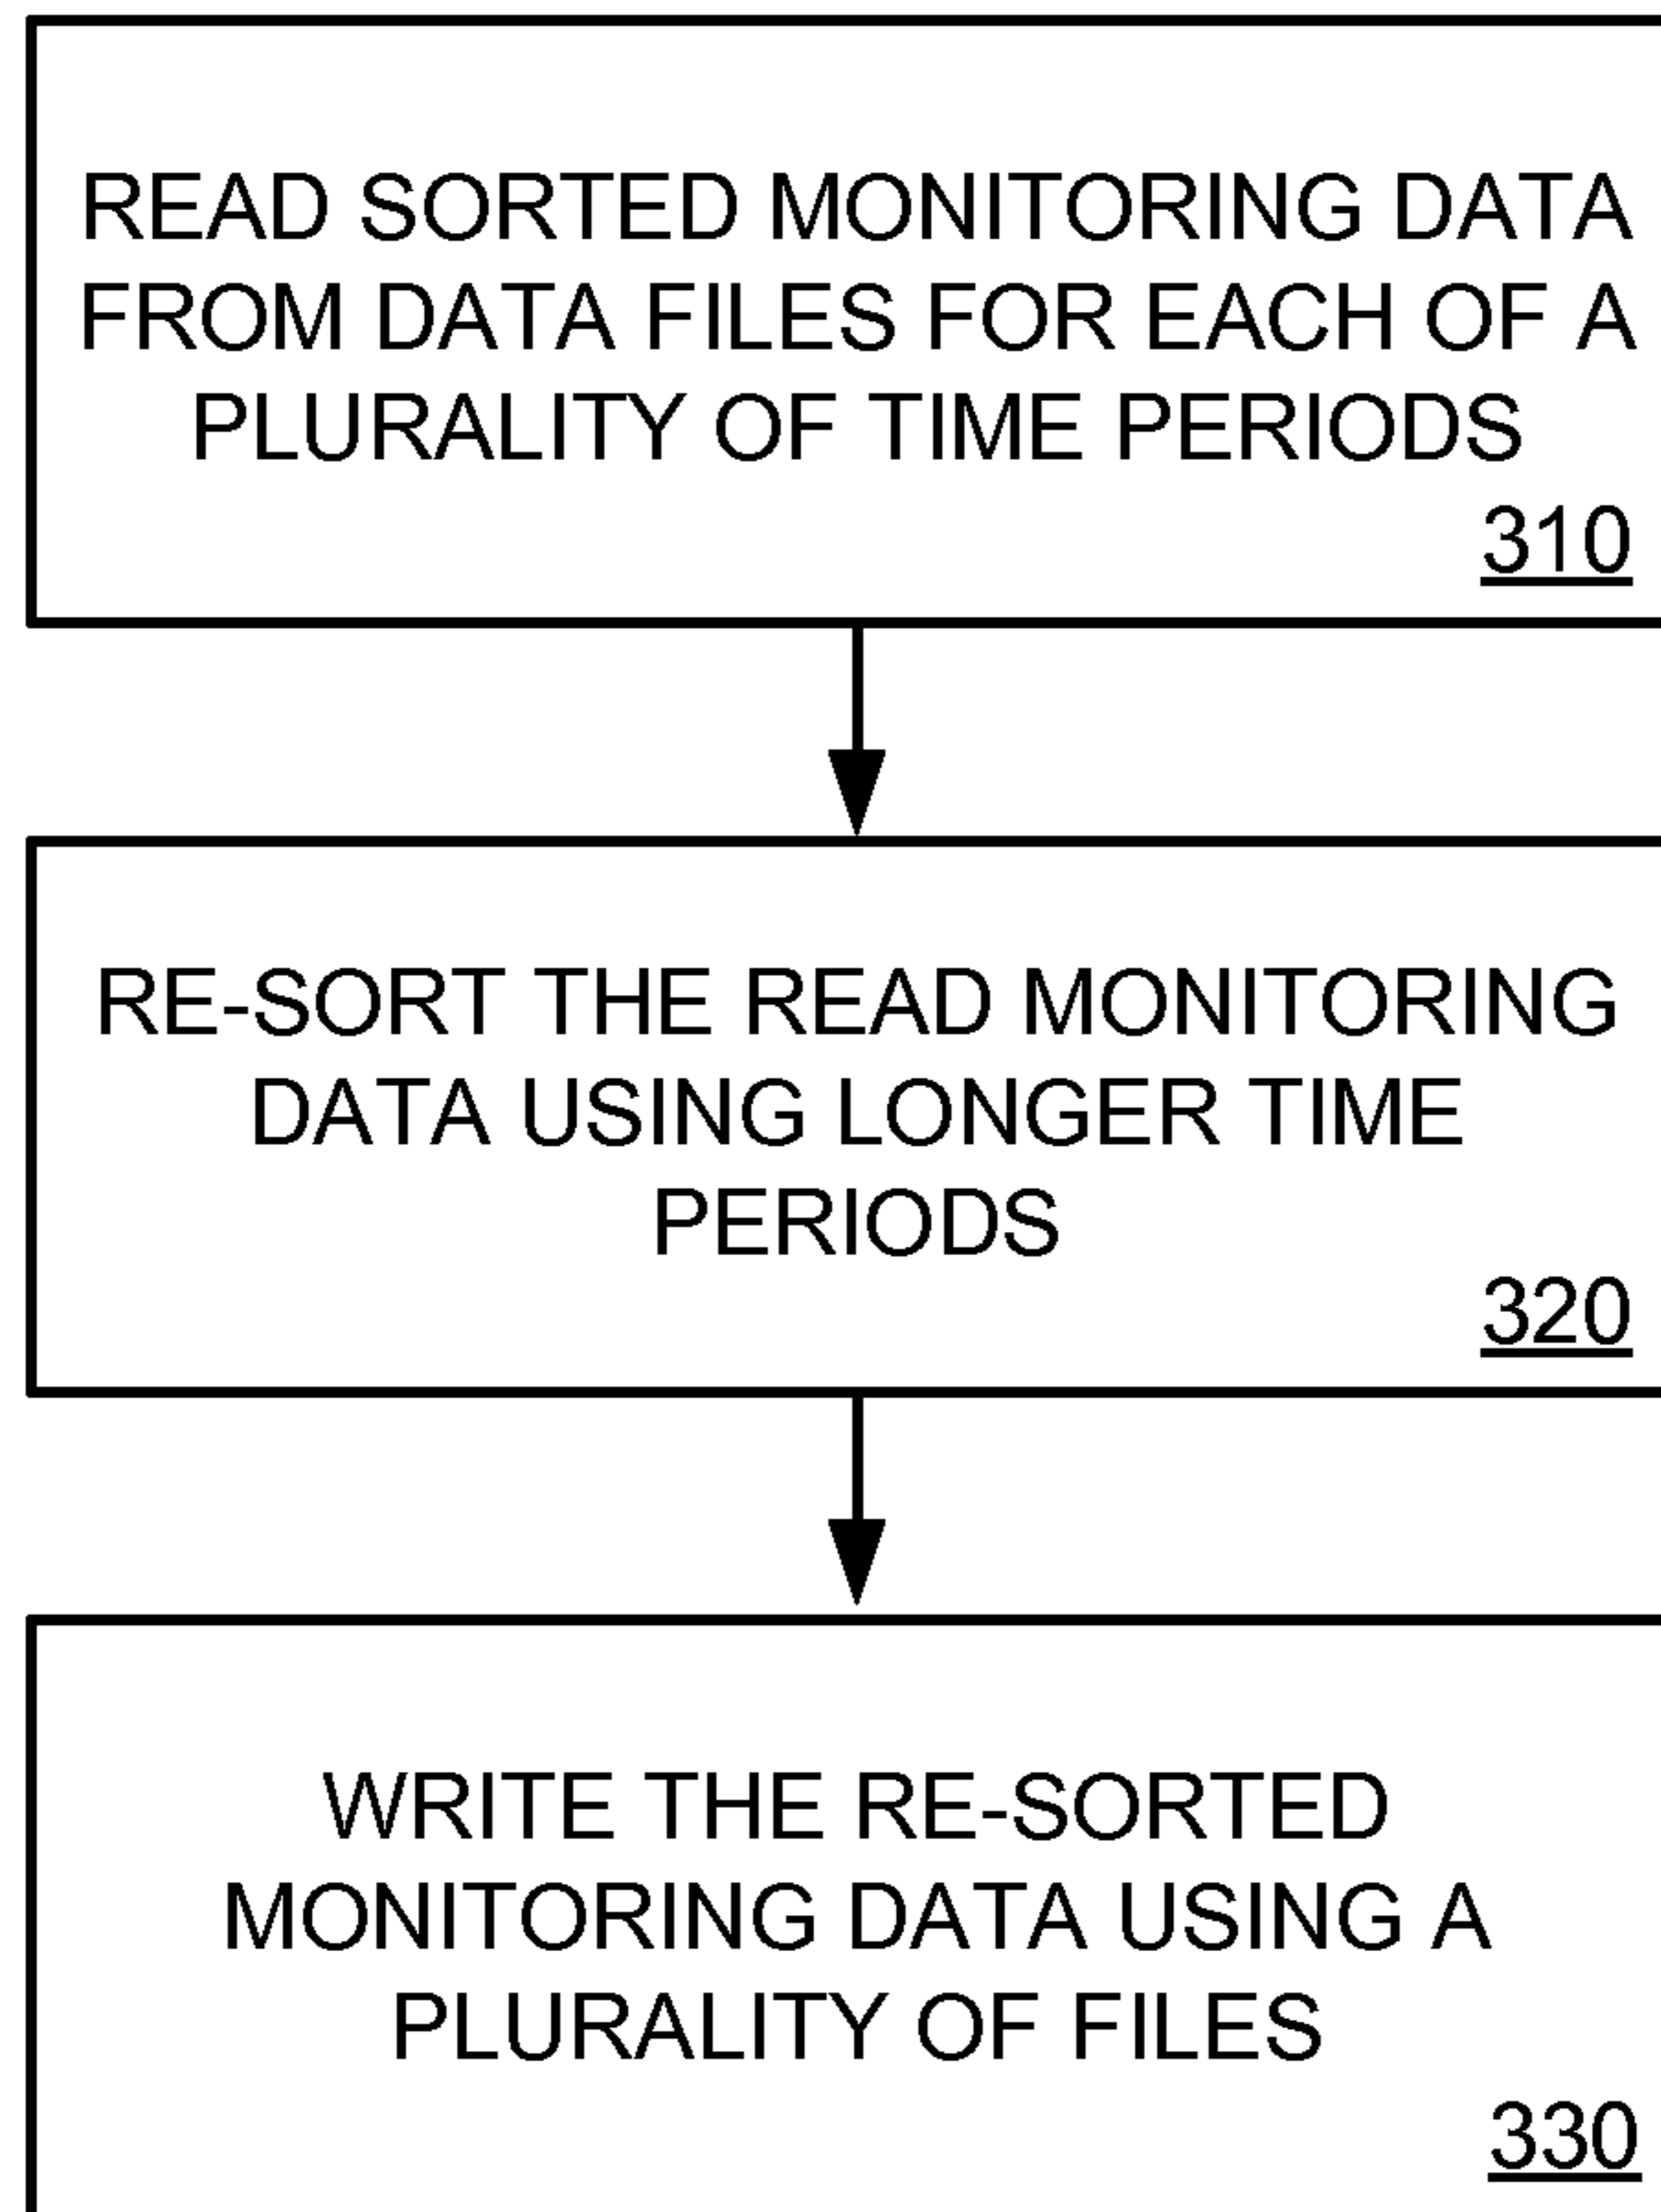 READ SORTED MONITORING DATA
FROM DATA FILES FOR EACH OF A
PLURALITY OF TIME PERIODS
310
RE-SORT THE READ MONITORING
DATA USING LONGER TIME
PERIODS
320
WRITE THE RE-SORTED
MONITORING DATA USING A
PLURALITY OF FILES
330